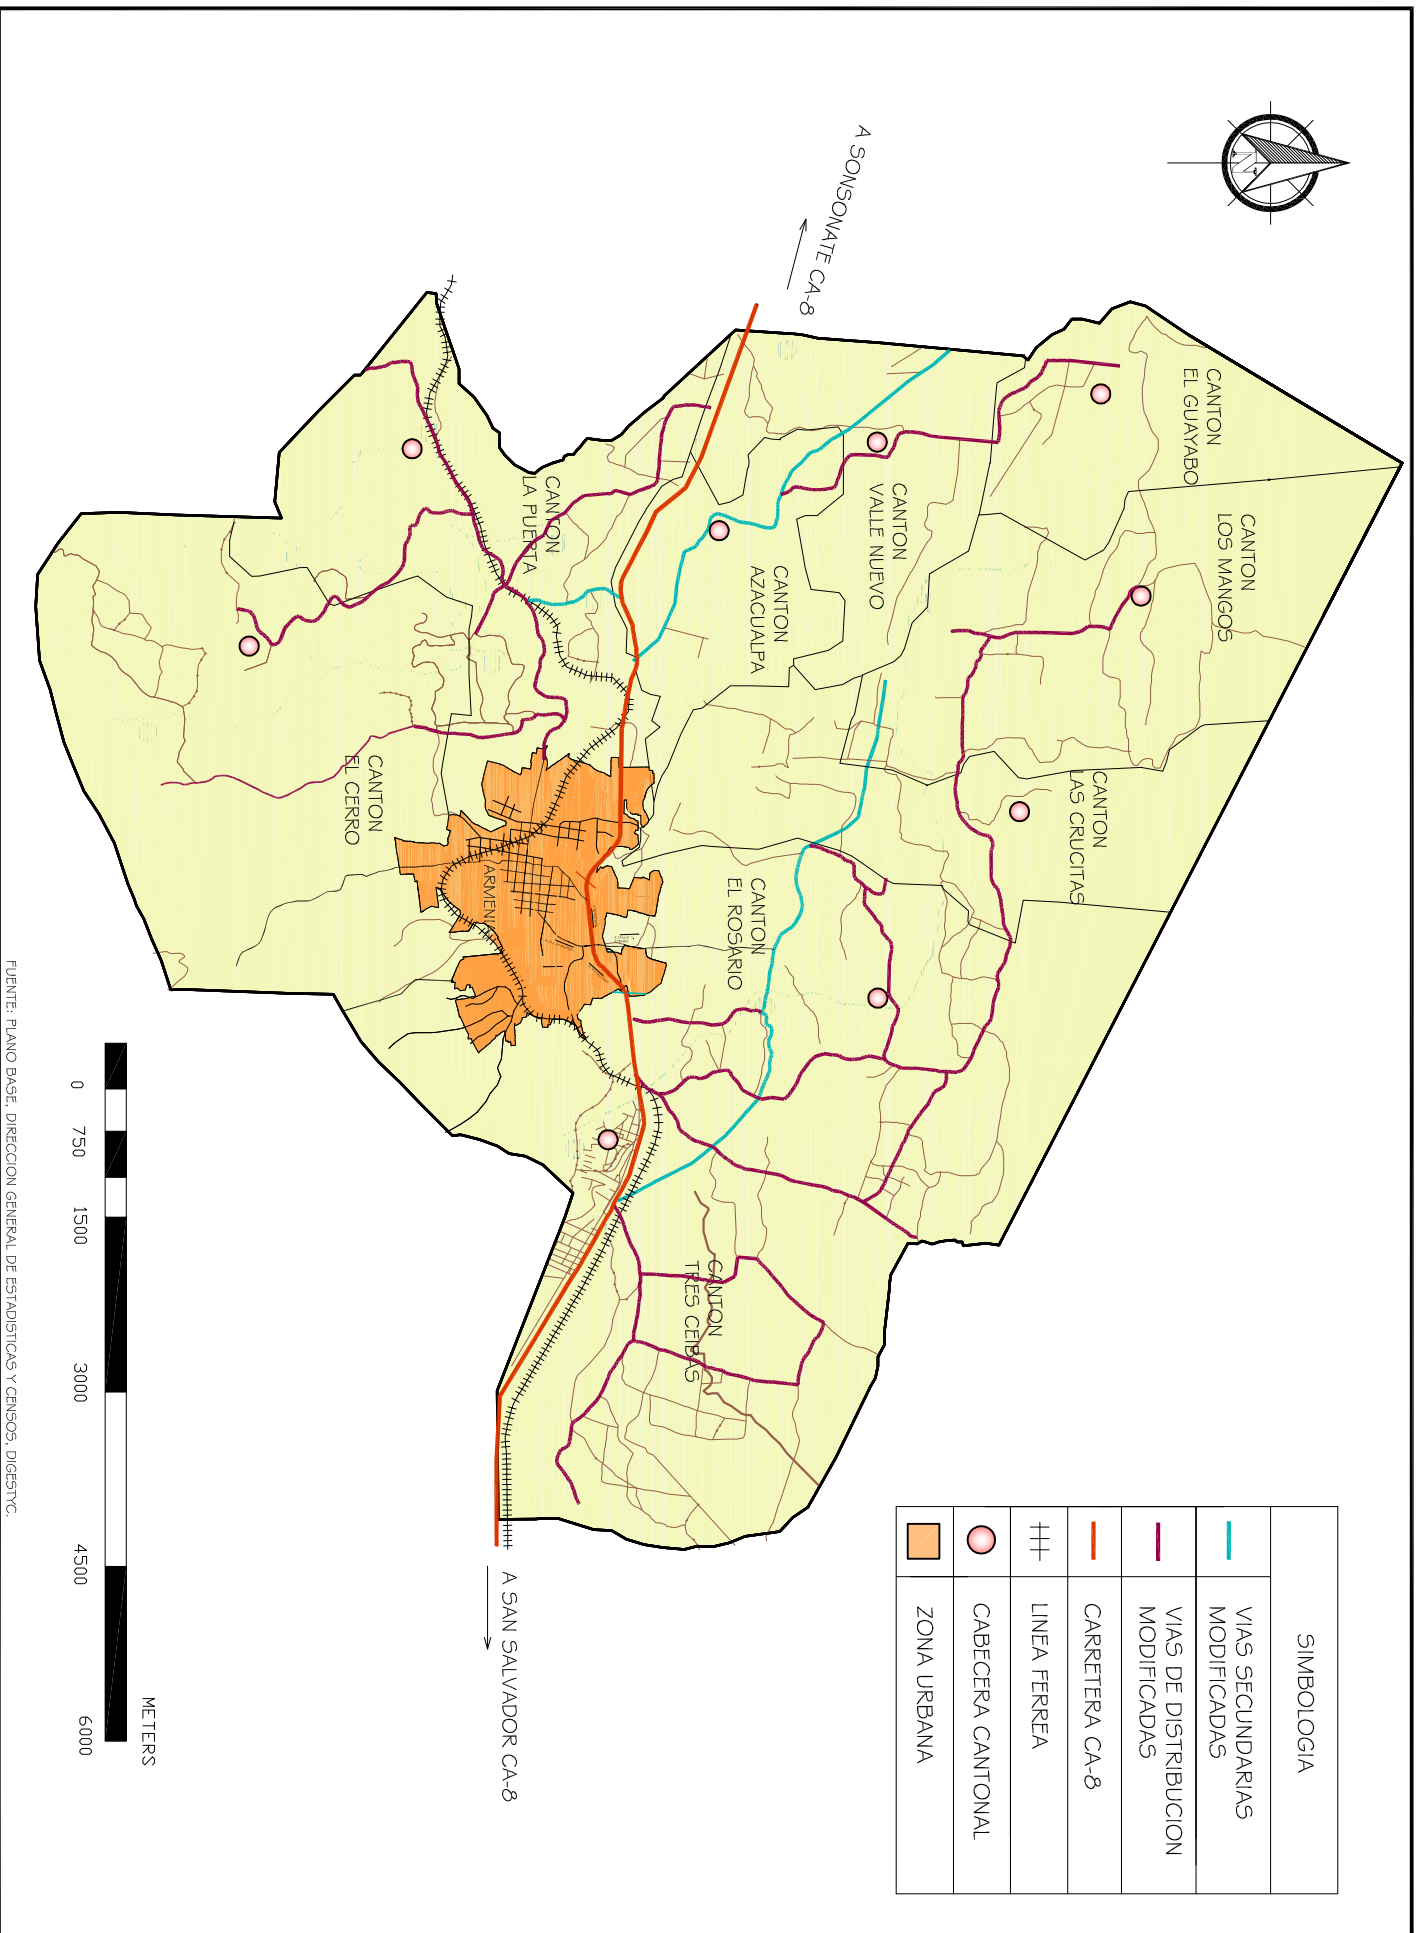 N
A SONSONATE CA-8
CANTON
EL GUAYABO
CANTON
LOS MANGOS
CANTON
VALLE NUEVO
CANTON
AZACUALPA
CANTON
LA PUERTA
CANTON
LAS CRUCITAS
CANTON
EL ROSARIO
CANTON
EL CERRO
ARMENI
CANTON
TRES CEIBAS
A SAN SALVADOR CA-8
SIMBOLOGIA
VIAS SECUNDARIAS
MODIFICADAS
VIAS DE DISTRIBUCION
MODIFICADAS
CARRETERA CA-8
LINEA FERREA
CABECERA CANTONAL
ZONA URBANA
METERS
0 750 1500 3000 4500 6000
FUENTE: PLANO BASE, DIRECCION GENERAL DE ESTADISTICAS Y CENSOS, DIGESTYC.